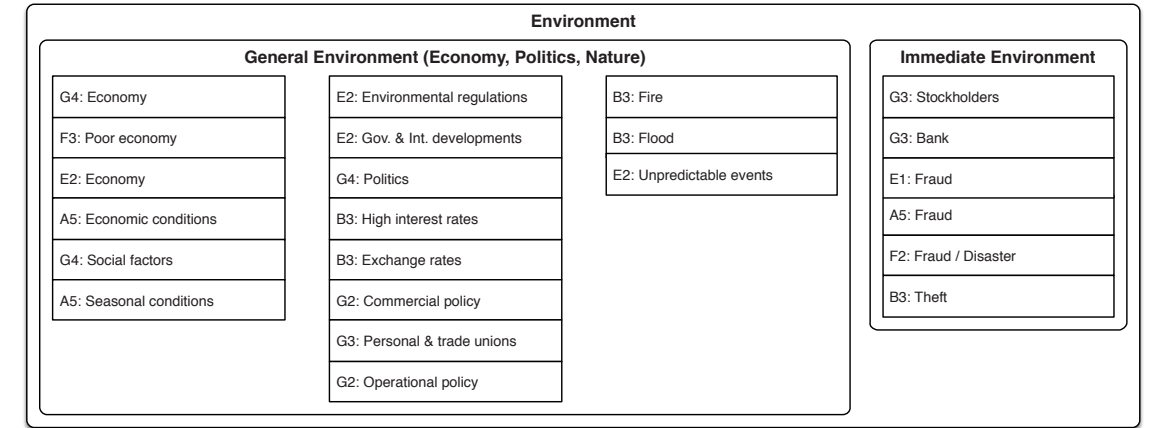 Environment
General Environment (Economy, Politics, Nature)
G4: Economy
F3: Poor economy
E2: Economy
A5: Economic conditions
G4: Social factors
A5: Seasonal conditions
E2: Environmental regulations
E2: Gov. & Int. developments
G4: Politics
B3: High interest rates
B3: Exchange rates
G2: Commercial policy
G3: Personal & trade unions
G2: Operational policy
B3: Fire
B3: Flood
E2: Unpredictable events
Immediate Environment
G3: Stockholders
G3: Bank
E1: Fraud
A5: Fraud
F2: Fraud / Disaster
B3: Theft